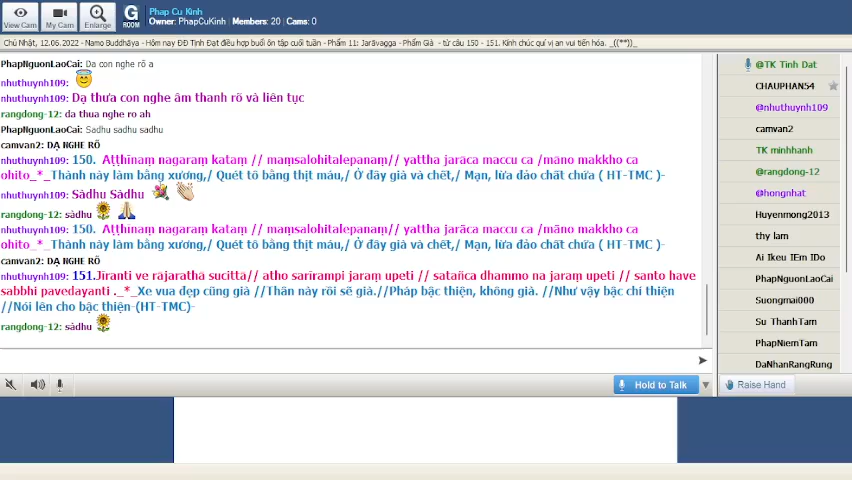 View Cam
My Cam
Enlarge
G
ROOM
Phap Cu Kinh
Owner: PhapCuKinh | Members: 20 | Cams: 0
Chủ Nhật, 12.06.2022 - Namo Buddhāya - Hôm nay ĐĐ Tịnh Đạt điều hợp buổi ôn tập cuối tuần - Phẩm 11: Jarāvagga - Phẩm Già - từ câu 150 - 151. Kính chúc quí vị an vui tiến hóa. _((**))_
PhapNguonLaoCai: Da con nghe rõ a
nhuthuynh109:
nhuthuynh109: Dạ thưa con nghe âm thanh rõ và liên tục
rangdong-12: da thua nghe ro ah
PhapNguonLaoCai: Sadhu sadhu sadhu
camvan2: DẠ NGHE RÕ
nhuthuynh109: 150. Aṭṭhīnaṃ nagaraṃ kataṃ // maṃsalohitalepanaṃ// yattha jarāca maccu ca /māno makkho ca
ohito_*_Thành này làm bằng xương,/ Quét tô bằng thịt máu,/ Ở đây già và chết,/ Mạn, lừa đảo chất chứa ( HT-TMC )-
nhuthuynh109: Sādhu Sādhu
rangdong-12: sādhu
nhuthuynh109: 150. Aṭṭhīnaṃ nagaraṃ kataṃ // maṃsalohitalepanaṃ// yattha jarāca maccu ca /māno makkho ca
ohito_*_Thành này làm bằng xương,/ Quét tô bằng thịt máu,/ Ở đây già và chết,/ Mạn, lừa đảo chất chứa ( HT-TMC )-
camvan2: DẠ NGHE RÕ
nhuthuynh109: 151.Jīranti ve rājarathā sucittā// atho sarīrampi jaraṃ upeti // satañca dhammo na jaraṃ upeti // santo have
sabbhi pavedayanti ._*_Xe vua đẹp cũng già //Thân này rồi sẽ già.//Pháp bậc thiện, không già. //Như vậy bậc chí thiện
//Nói lên cho bậc thiện-(HT-TMC)-
rangdong-12: sādhu
Hold to Talk
@TK Tinh Dat
CHAUPHAN54
@nhuthuynh109
camvan2
TK minhhanh
@rangdong-12
@hongnhat
Huyenmong2013
thy lam
Ai Ikeu IEm IDo
PhapNguonLaoCai
Suongmai000
Su ThanhTam
PhapNiemTam
DaNhanRangRung
Raise Hand